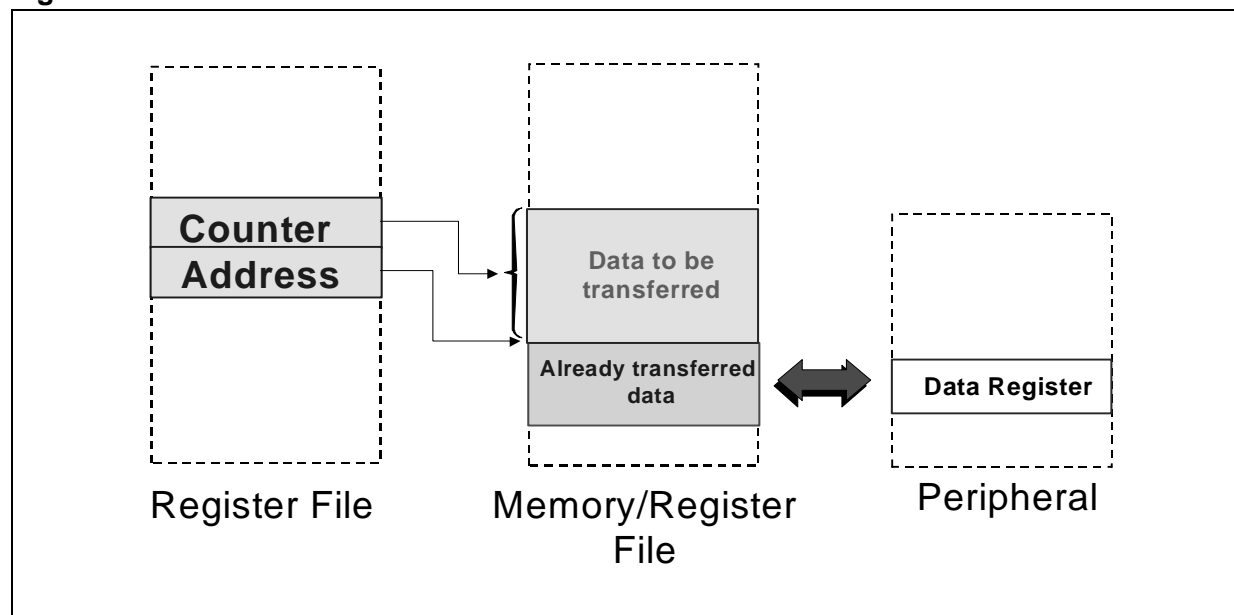 Counter
Address
Data to be
transferred
Already transferred
data
Data Register
Register File
Memory/Register
File
Peripheral